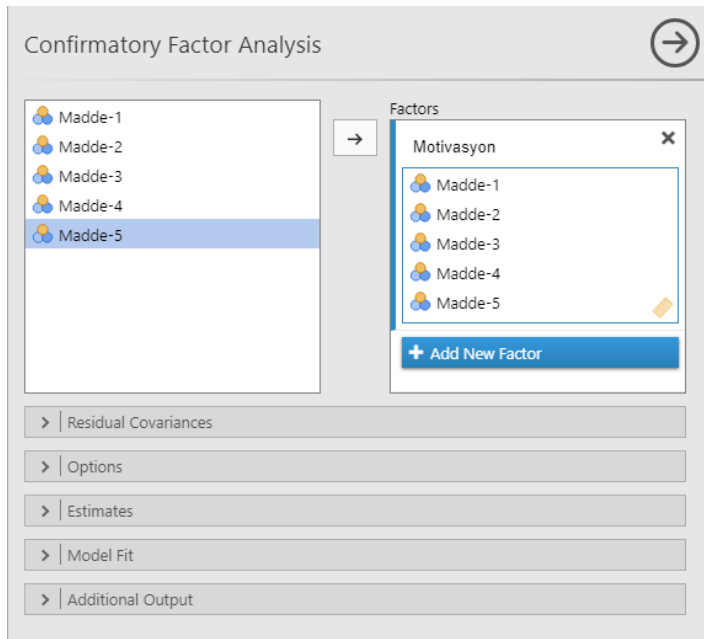 Confirmatory Factor Analysis
Madde-1
Madde-2
Madde-3
Madde-4
Madde-5
Factors
Motivasyon
Madde-1
Madde-2
Madde-3
Madde-4
Madde-5
Add New Factor
Residual Covariances
Options
Estimates
Model Fit
Additional Output